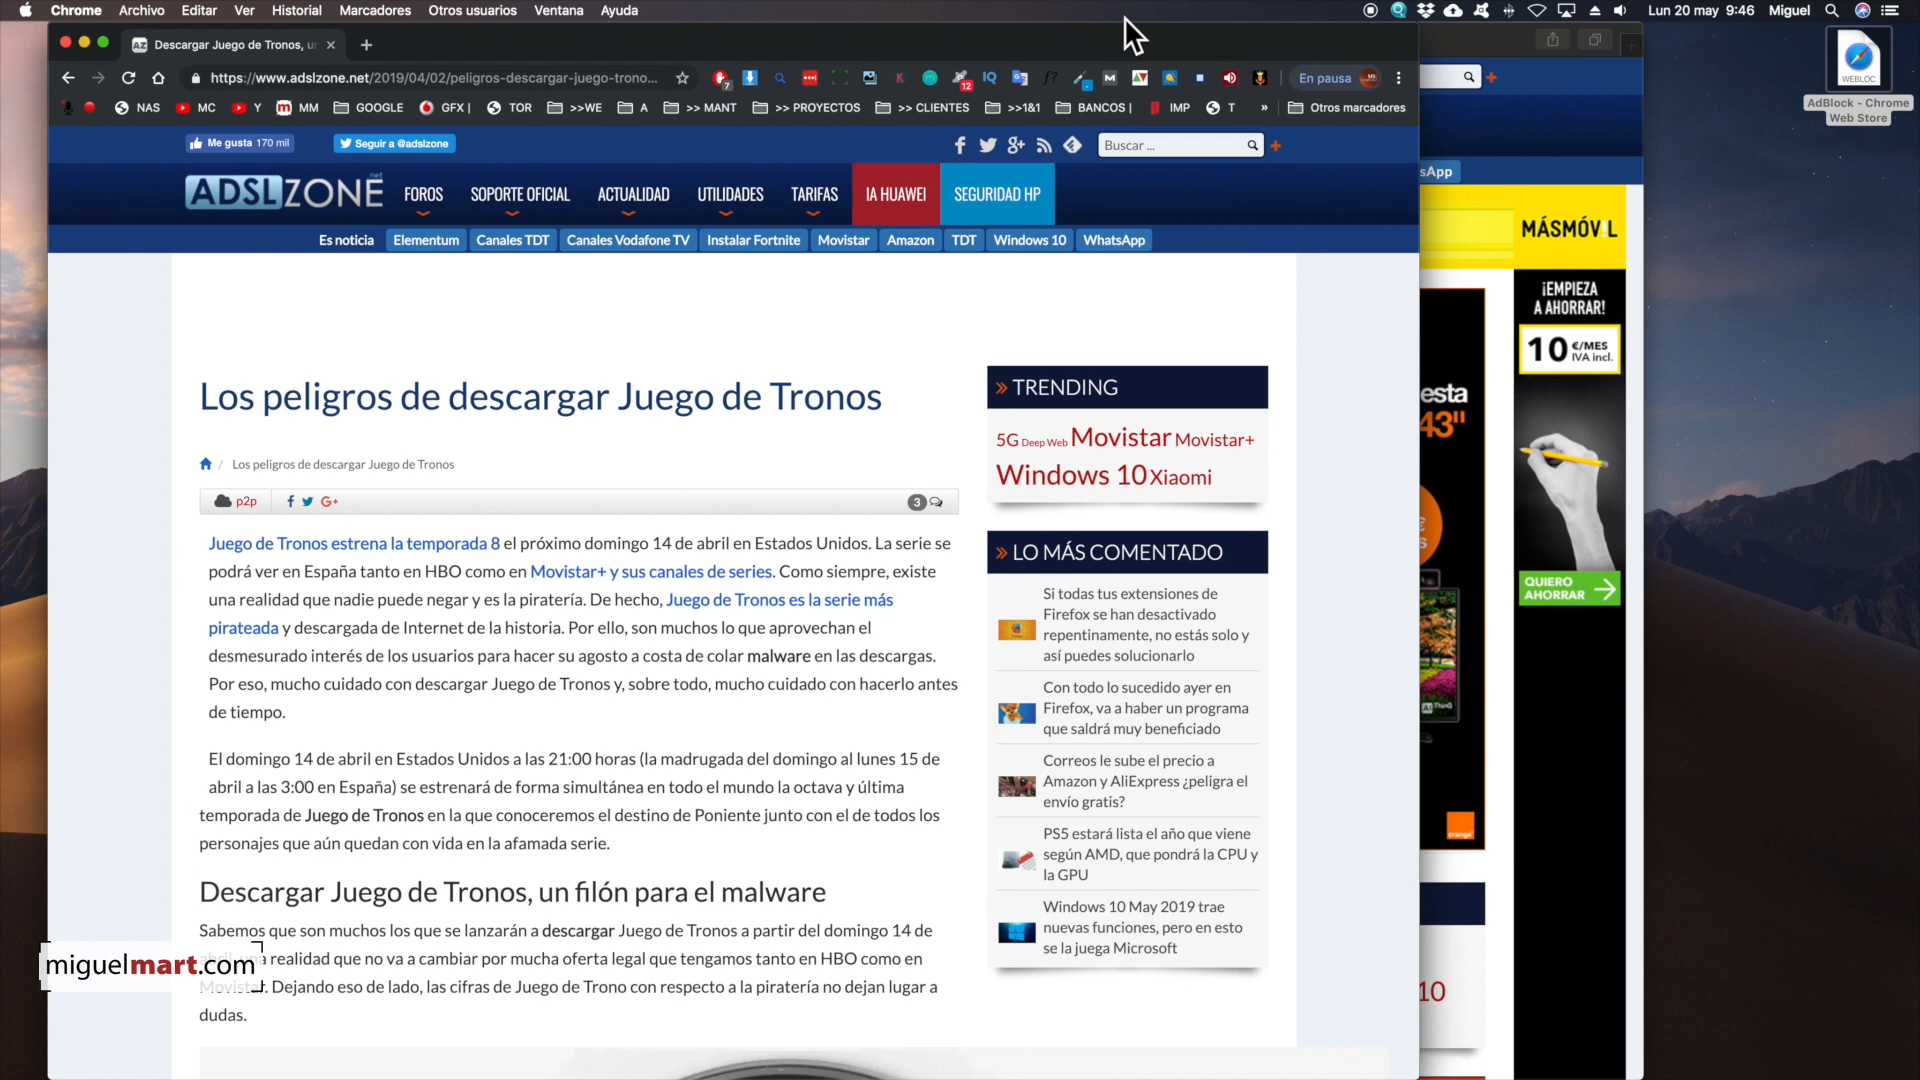 Chrome Archivo Editar Ver Historial Marcadores Otros usuarios Ventana Ayuda
Lun 20 may 9:46 Miguel
Descargar Juego de Tronos, u
https://www.adslzone.net/2019/04/02/peligros-descargar-juego-trono...
7
12
IQ
En pausa
NAS MC Y MM GOOGLE GFX | TOR >>WE A >> MANT >> PROYECTOS >> CLIENTES >>1&1 BANCOS | IMP T » Otros marcadores
WEBLOC
AdBlock - Chrome
Web Store
Me gusta 170 mil
Seguir a @adslzone
Buscar ...
ADSLZONE
.net
FOROS SOPORTE OFICIAL ACTUALIDAD UTILIDADES TARIFAS IA HUAWEI SEGURIDAD HP
Es noticia Elementum Canales TDT Canales Vodafone TV Instalar Fortnite Movistar Amazon TDT Windows 10 WhatsApp
sApp
Los peligros de descargar Juego de Tronos
/ Los peligros de descargar Juego de Tronos
p2p
G+
3
Juego de Tronos estrena la temporada 8 el próximo domingo 14 de abril en Estados Unidos. La serie se
podrá ver en España tanto en HBO como en Movistar+ y sus canales de series. Como siempre, existe
una realidad que nadie puede negar y es la piratería. De hecho, Juego de Tronos es la serie más
pirateada y descargada de Internet de la historia. Por ello, son muchos lo que aprovechan el
desmesurado interés de los usuarios para hacer su agosto a costa de colar malware en las descargas.
Por eso, mucho cuidado con descargar Juego de Tronos y, sobre todo, mucho cuidado con hacerlo antes
de tiempo.
El domingo 14 de abril en Estados Unidos a las 21:00 horas (la madrugada del domingo al lunes 15 de
abril a las 3:00 en España) se estrenará de forma simultánea en todo el mundo la octava y última
temporada de Juego de Tronos en la que conoceremos el destino de Poniente junto con el de todos los
personajes que aún quedan con vida en la afamada serie.
Descargar Juego de Tronos, un filón para el malware
Sabemos que son muchos los que se lanzarán a descargar Juego de Tronos a partir del domingo 14 de
abril, una realidad que no va a cambiar por mucha oferta legal que tengamos tanto en HBO como en
Movistar. Dejando eso de lado, las cifras de Juego de Trono con respecto a la piratería no dejan lugar a
dudas.
miguelmart.com
» TRENDING
5G Deep Web Movistar Movistar+
Windows 10 Xiaomi
» LO MÁS COMENTADO
Si todas tus extensiones de
Firefox se han desactivado
repentinamente, no estás solo y
así puedes solucionarlo
Con todo lo sucedido ayer en
Firefox, va a haber un programa
que saldrá muy beneficiado
Correos le sube el precio a
Amazon y AliExpress ¿peligra el
envío gratis?
PS5 estará lista el año que viene
según AMD, que pondrá la CPU y
la GPU
Windows 10 May 2019 trae
nuevas funciones, pero en esto
se la juega Microsoft
MÁSMÓVIL
¡EMPIEZA
A AHORRAR!
10 €/MES
IVA incl.
QUIERO
AHORRAR
esta
43"
ThinQ
orange
10